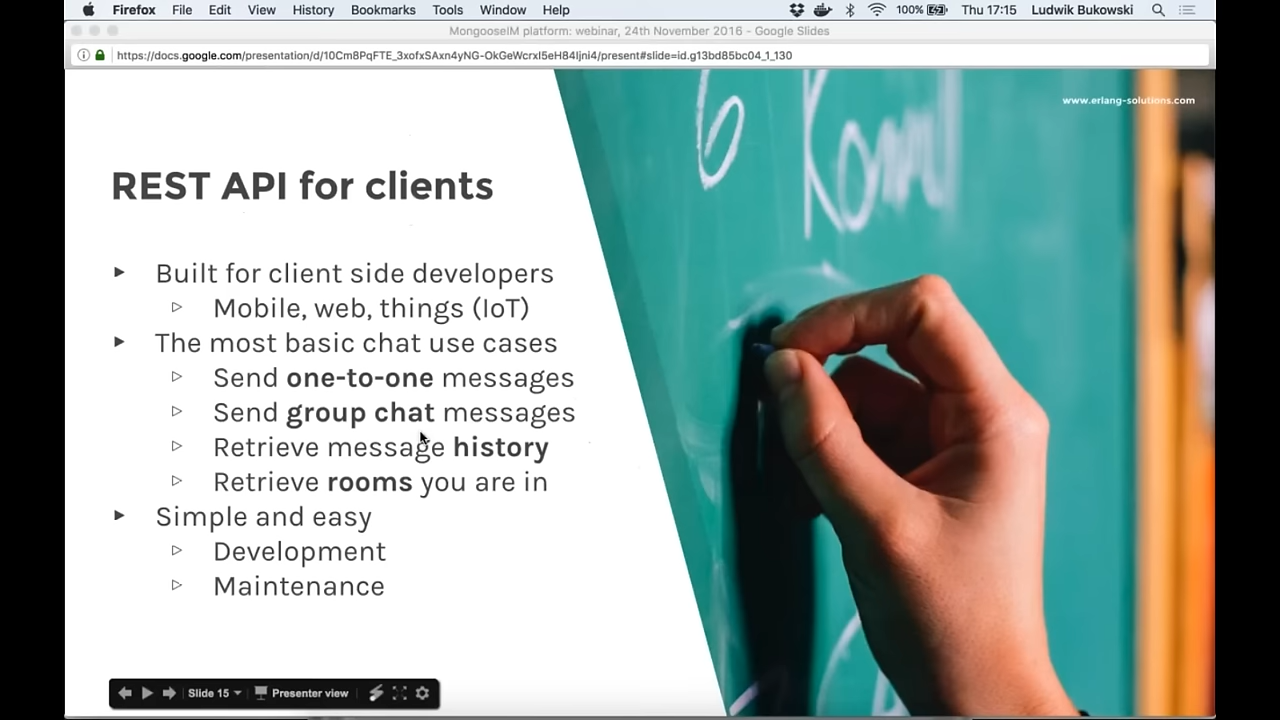 Firefox File Edit View History Bookmarks Tools Window Help 100% Thu 17:15 Ludwik Bukowski
MongooseIM platform: webinar, 24th November 2016 - Google Slides
https://docs.google.com/presentation/d/10Cm8PqFTE_3xofxSAxn4yNG-OkGeWcrxI5eH84Ijni4/present#slide=id.g13bd85bc04_1_130
www.erlang-solutions.com
6
REST API for clients
Built for client side developers
Mobile, web, things (IoT)
The most basic chat use cases
Send one-to-one messages
Send group chat messages
Retrieve message history
Retrieve rooms you are in
Simple and easy
Development
Maintenance
Slide 15 Presenter view